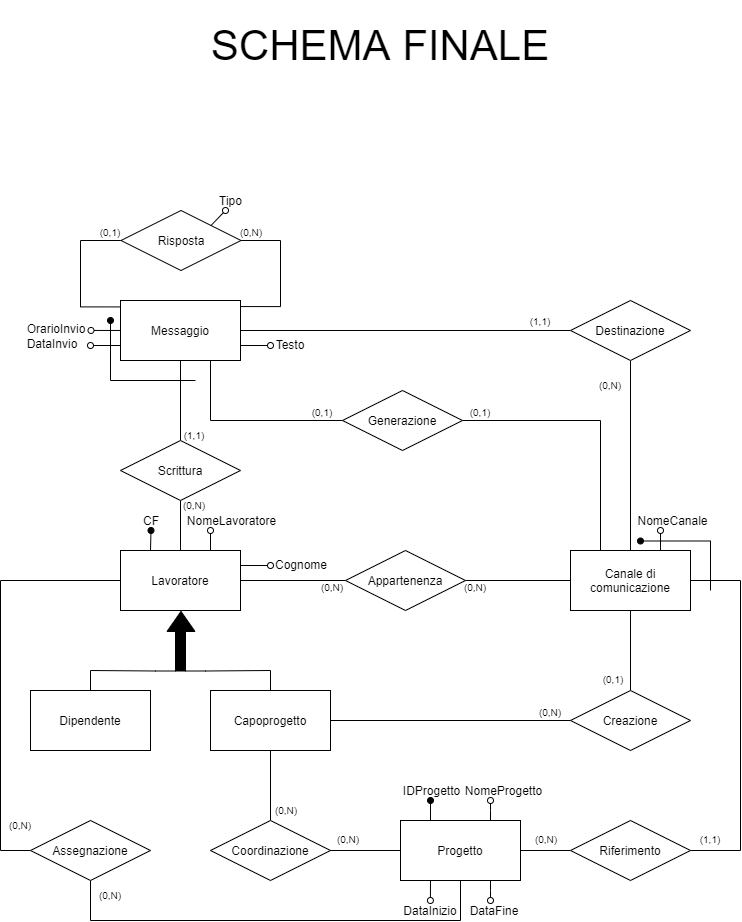 SCHEMA FINALE
Tipo
(0,1)
Risposta
(0,N)
OrarioInvio
DataInvio
Messaggio
Testo
(1,1)
Destinazione
(0,N)
(0,1)
Generazione
(0,1)
(1,1)
Scrittura
(0,N)
CF
NomeLavoratore
NomeCanale
Lavoratore
Cognome
(0,N)
Appartenenza
(0,N)
Canale di
comunicazione
(0,1)
Dipendente
Capoprogetto
(0,N)
Creazione
IDProgetto
NomeProgetto
(0,N)
(0,N)
Assegnazione
Coordinazione
(0,N)
Progetto
(0,N)
Riferimento
(1,1)
(0,N)
DataInizio
DataFine